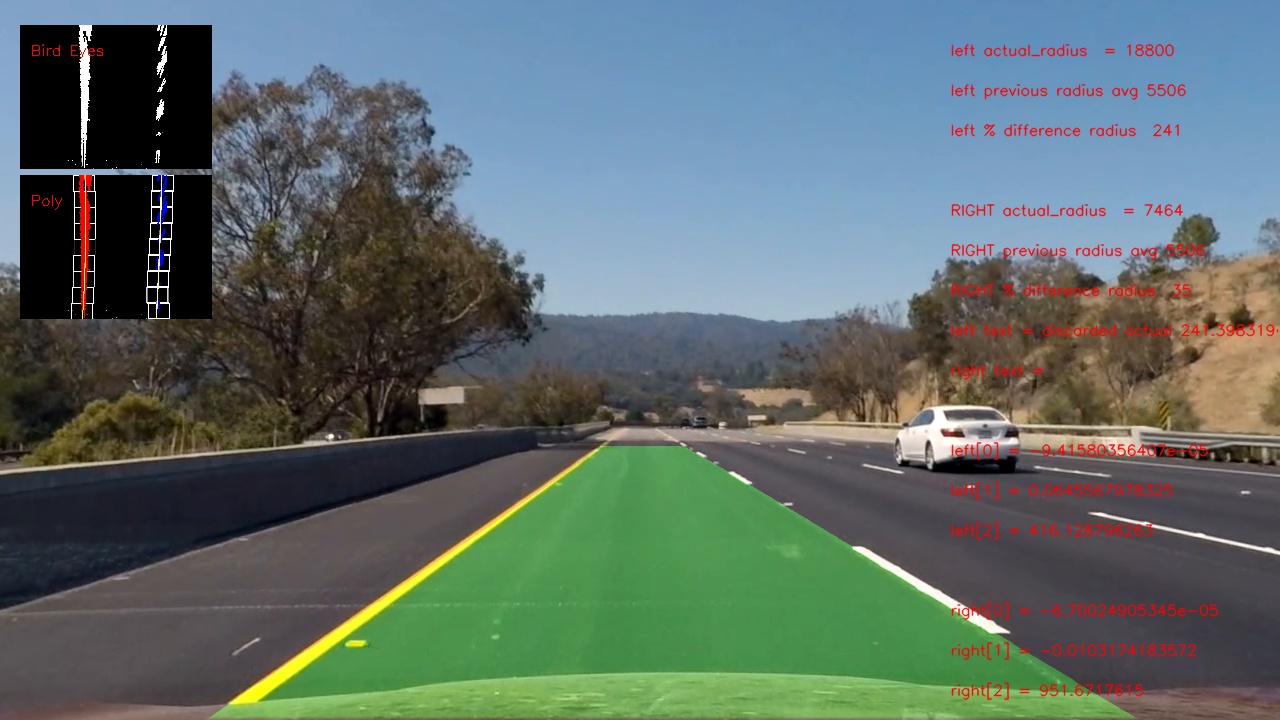 Bird Eyes
Poly
left actual_radius = 18800
left previous radius avg 5506
left % difference radius 241
RIGHT actual_radius = 7464
RIGHT previous radius avg 5506
RIGHT % difference radius 35
left text = discarded actual 241.398319
right text =
left[0] = -9.41580356407e-05
left[1] = 0.0645567978325
left[2] = 416.128796263
right[0] = -6.70024905345e-05
right[1] = -0.0103174183572
right[2] = 951.6717615